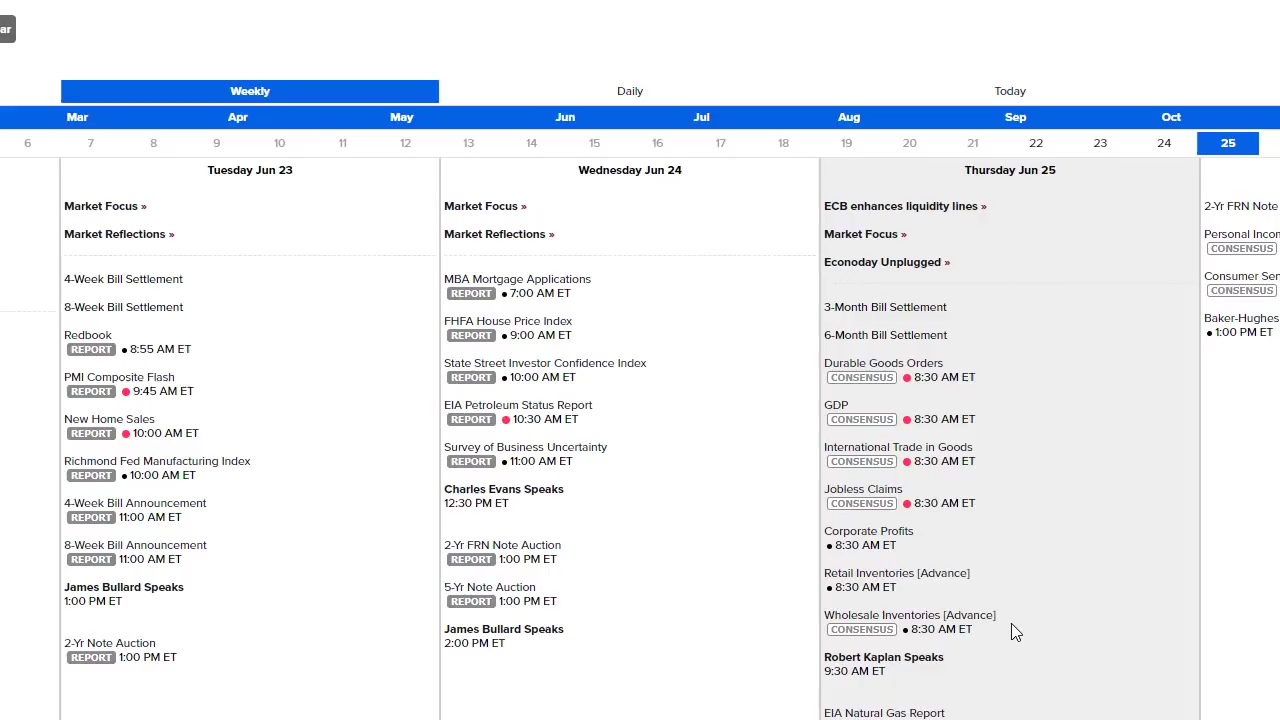 ar
Weekly Daily Today
Mar Apr May Jun Jul Aug Sep Oct
6 7 8 9 10 11 12 13 14 15 16 17 18 19 20 21 22 23 24 25
Tuesday Jun 23
Market Focus »
Market Reflections »
4-Week Bill Settlement
8-Week Bill Settlement
Redbook
REPORT 8:55 AM ET
PMI Composite Flash
REPORT 9:45 AM ET
New Home Sales
REPORT 10:00 AM ET
Richmond Fed Manufacturing Index
REPORT 10:00 AM ET
4-Week Bill Announcement
REPORT 11:00 AM ET
8-Week Bill Announcement
REPORT 11:00 AM ET
James Bullard Speaks
1:00 PM ET
2-Yr Note Auction
REPORT 1:00 PM ET
Wednesday Jun 24
Market Focus »
Market Reflections »
MBA Mortgage Applications
REPORT 7:00 AM ET
FHFA House Price Index
REPORT 9:00 AM ET
State Street Investor Confidence Index
REPORT 10:00 AM ET
EIA Petroleum Status Report
REPORT 10:30 AM ET
Survey of Business Uncertainty
REPORT 11:00 AM ET
Charles Evans Speaks
12:30 PM ET
2-Yr FRN Note Auction
REPORT 1:00 PM ET
5-Yr Note Auction
REPORT 1:00 PM ET
James Bullard Speaks
2:00 PM ET
Thursday Jun 25
ECB enhances liquidity lines »
Market Focus »
Econoday Unplugged »
3-Month Bill Settlement
6-Month Bill Settlement
Durable Goods Orders
CONSENSUS 8:30 AM ET
GDP
CONSENSUS 8:30 AM ET
International Trade in Goods
CONSENSUS 8:30 AM ET
Jobless Claims
CONSENSUS 8:30 AM ET
Corporate Profits
8:30 AM ET
Retail Inventories [Advance]
8:30 AM ET
Wholesale Inventories [Advance]
CONSENSUS 8:30 AM ET
Robert Kaplan Speaks
9:30 AM ET
EIA Natural Gas Report
2-Yr FRN Note
Personal Incom
CONSENSUS
Consumer Sen
CONSENSUS
Baker-Hughes
1:00 PM ET